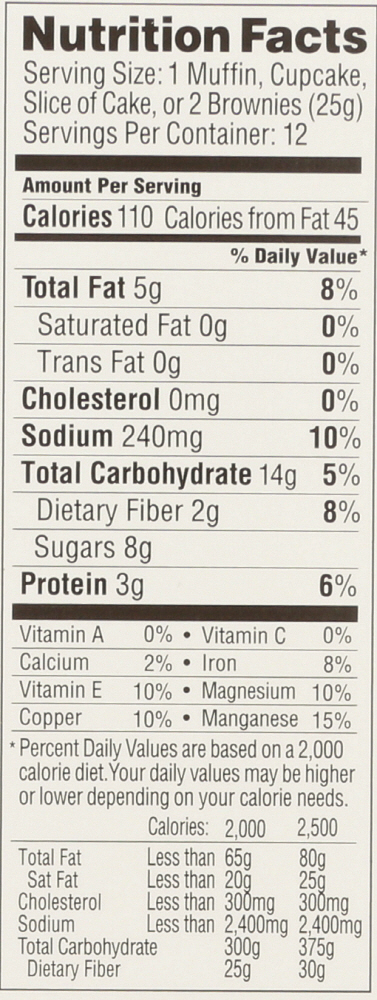 Nutrition Facts
Serving Size: 1 Muffin, Cupcake,
Slice of Cake, or 2 Brownies (25g)
Servings Per Container: 12
Amount Per Serving
Calories 110 Calories from Fat 45
% Daily Value*
Total Fat 5g 8%
Saturated Fat 0g 0%
Trans Fat 0g 0%
Cholesterol 0mg 0%
Sodium 240mg 10%
Total Carbohydrate 14g 5%
Dietary Fiber 2g 8%
Sugars 8g
Protein 3g 6%
Vitamin A 0% • Vitamin C 0%
Calcium 2% • Iron 8%
Vitamin E 10% • Magnesium 10%
Copper 10% • Manganese 15%
* Percent Daily Values are based on a 2,000
calorie diet.Your daily values may be higher
or lower depending on your calorie needs.
Calories: 2,000 2,500
Total Fat Less than 65g 80g
Sat Fat Less than 20g 25g
Cholesterol Less than 300mg 300mg
Sodium Less than 2,400mg 2,400mg
Total Carbohydrate 300g 375g
Dietary Fiber 25g 30g